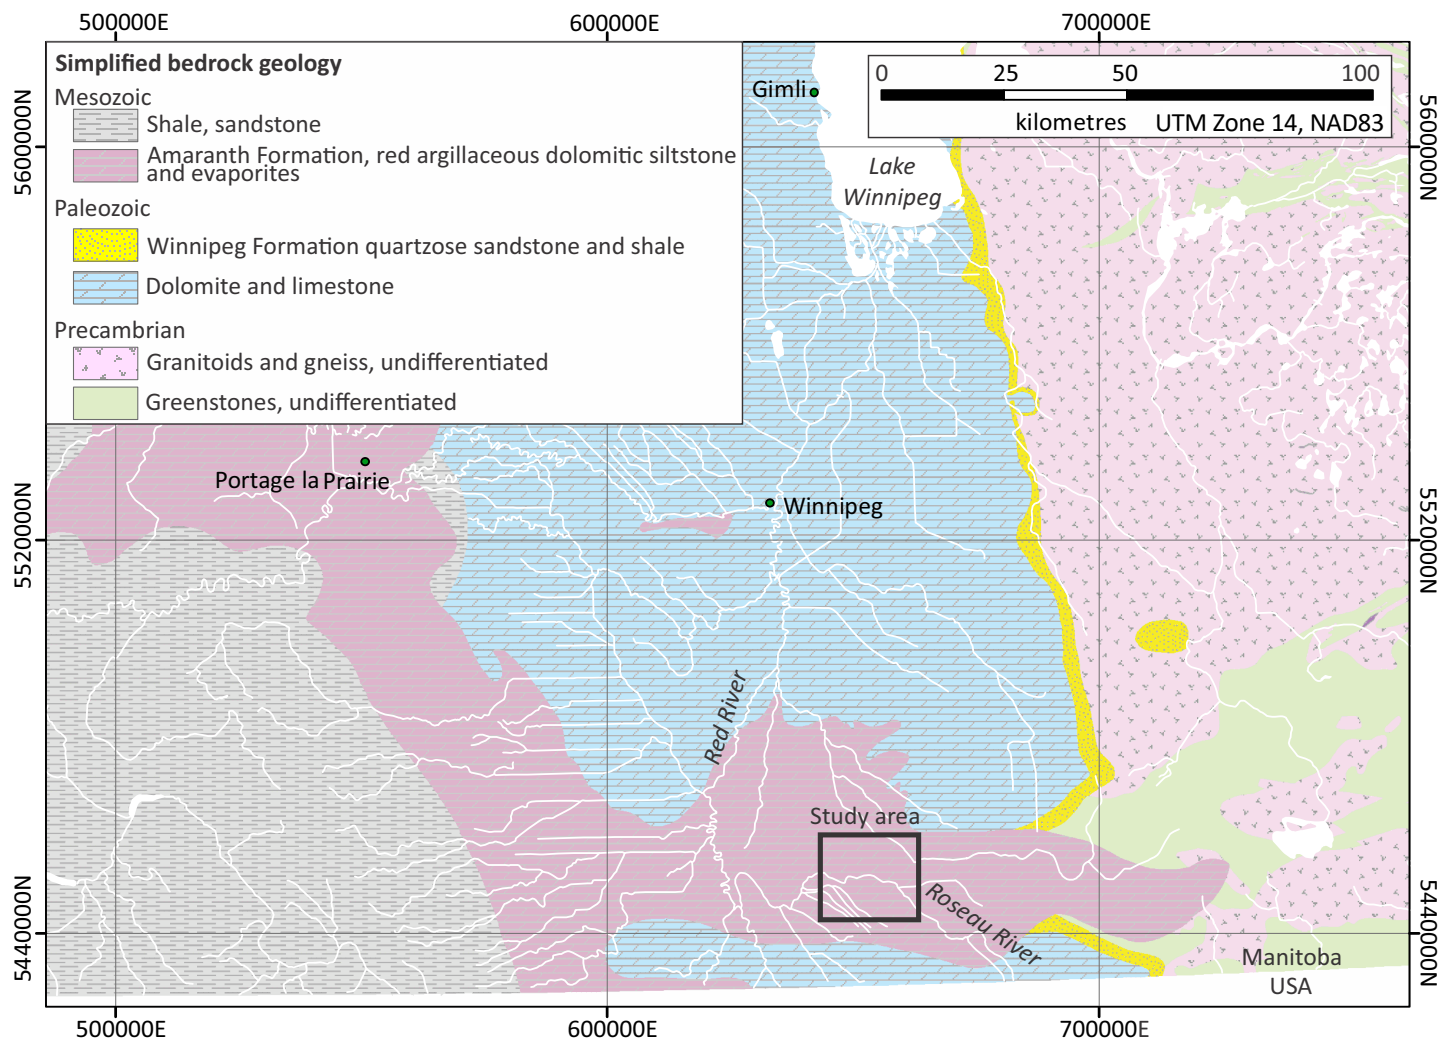 500000E 600000E 700000E
Simplified bedrock geology
Mesozoic
Shale, sandstone
Amaranth Formation, red argillaceous dolomitic siltstone
and evaporites
Paleozoic
Winnipeg Formation quartzose sandstone and shale
Dolomite and limestone
Precambrian
Granitoids and gneiss, undifferentiated
Greenstones, undifferentiated
0 25 50 100
kilometres UTM Zone 14, NAD83
Gimli
Lake
Winnipeg
5600000N 5600000N
Portage la Prairie
Winnipeg
5520000N 5520000N
Red River
Study area
Roseau River
5440000N 5440000N
Manitoba
USA
500000E 600000E 700000E